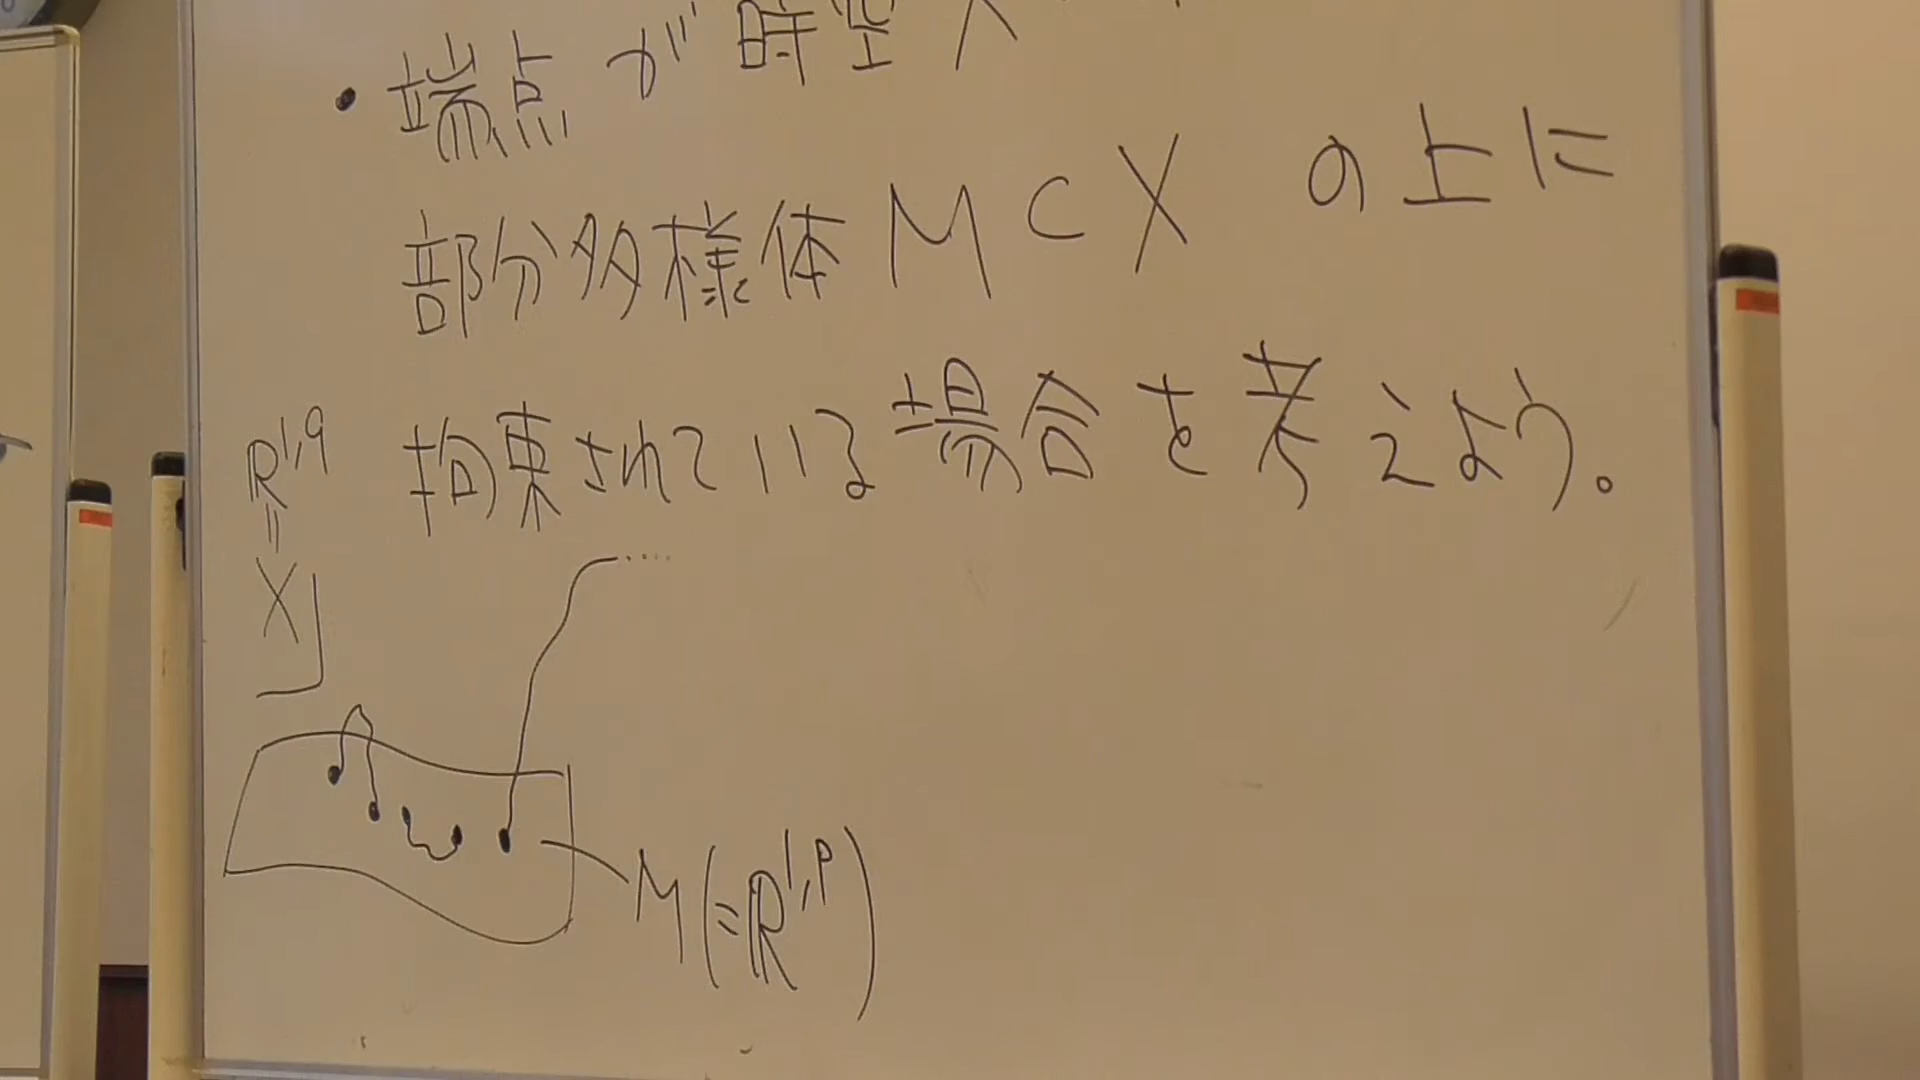 ・端点が時空X
部分多様体 M⊂X の上に
拘束されている場合を考えよう。
R^{1,9}
=
X
M(=R^{1,p})